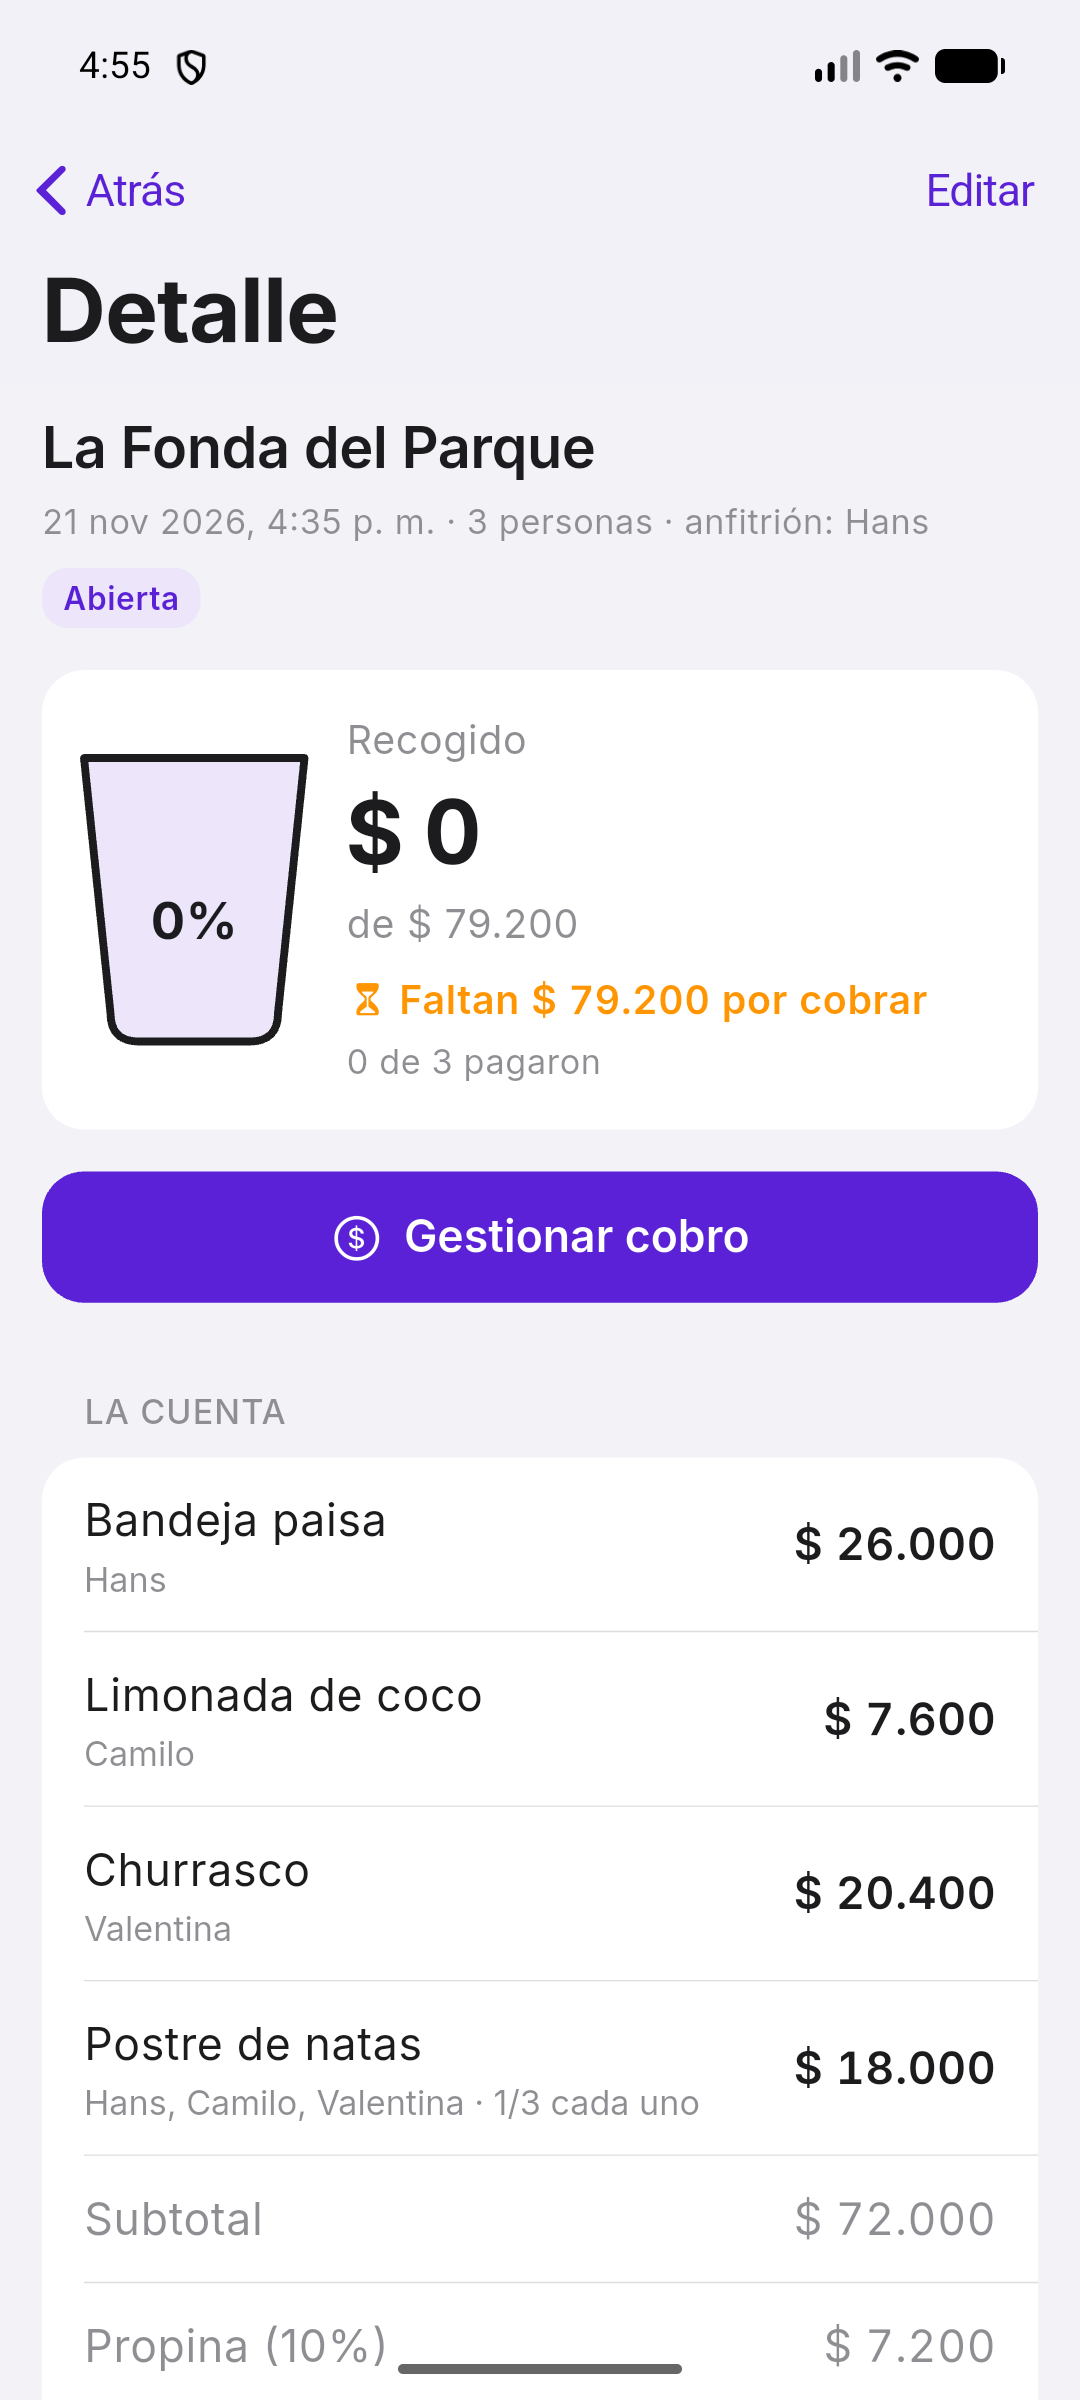 4:55
Atrás
Editar
Detalle
La Fonda del Parque
21 nov 2026, 4:35 p. m. · 3 personas · anfitrión: Hans
Abierta
Recogido
$ 0
0%
de $ 79.200
Faltan $ 79.200 por cobrar
0 de 3 pagaron
$ Gestionar cobro
LA CUENTA
Bandeja paisa
$ 26.000
Hans
Limonada de coco
$ 7.600
Camilo
Churrasco
$ 20.400
Valentina
Postre de natas
$ 18.000
Hans, Camilo, Valentina · 1/3 cada uno
Subtotal
$ 72.000
Propina (10%)
$ 7.200